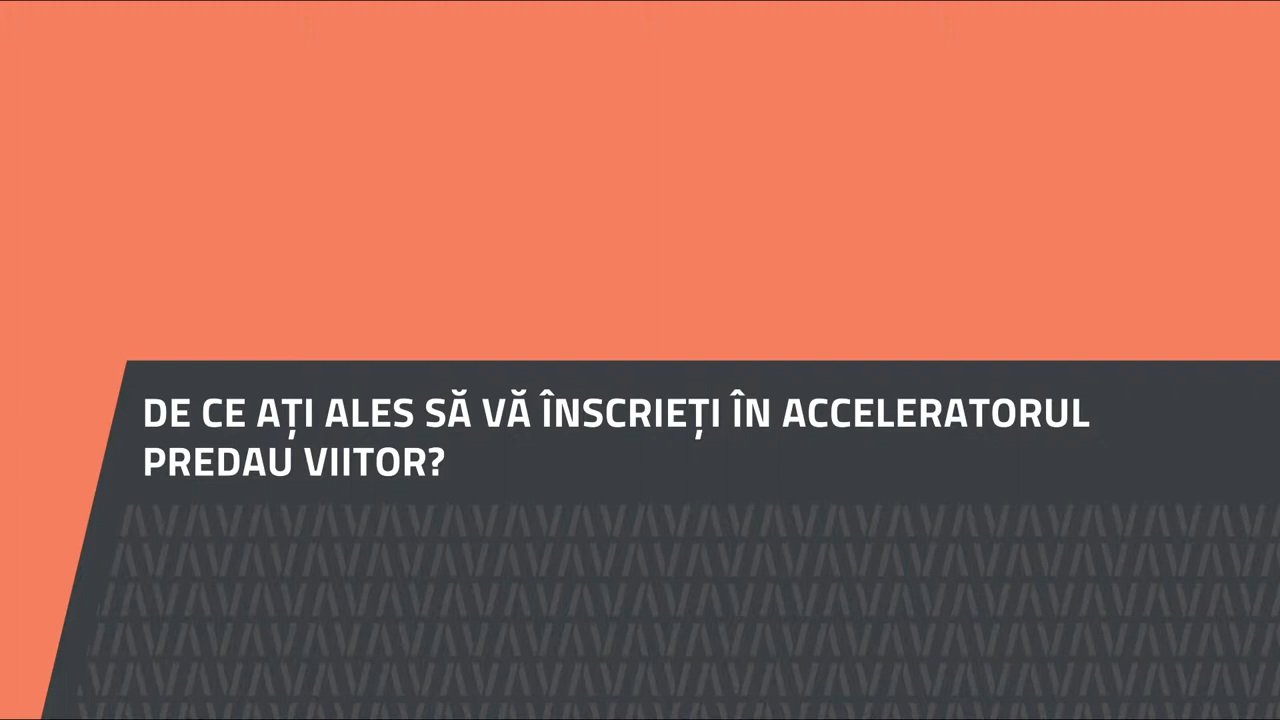 DE CE AȚI ALES SĂ VĂ ÎNSCRIEȚI ÎN ACCELERATORUL
PREDAU VIITOR?